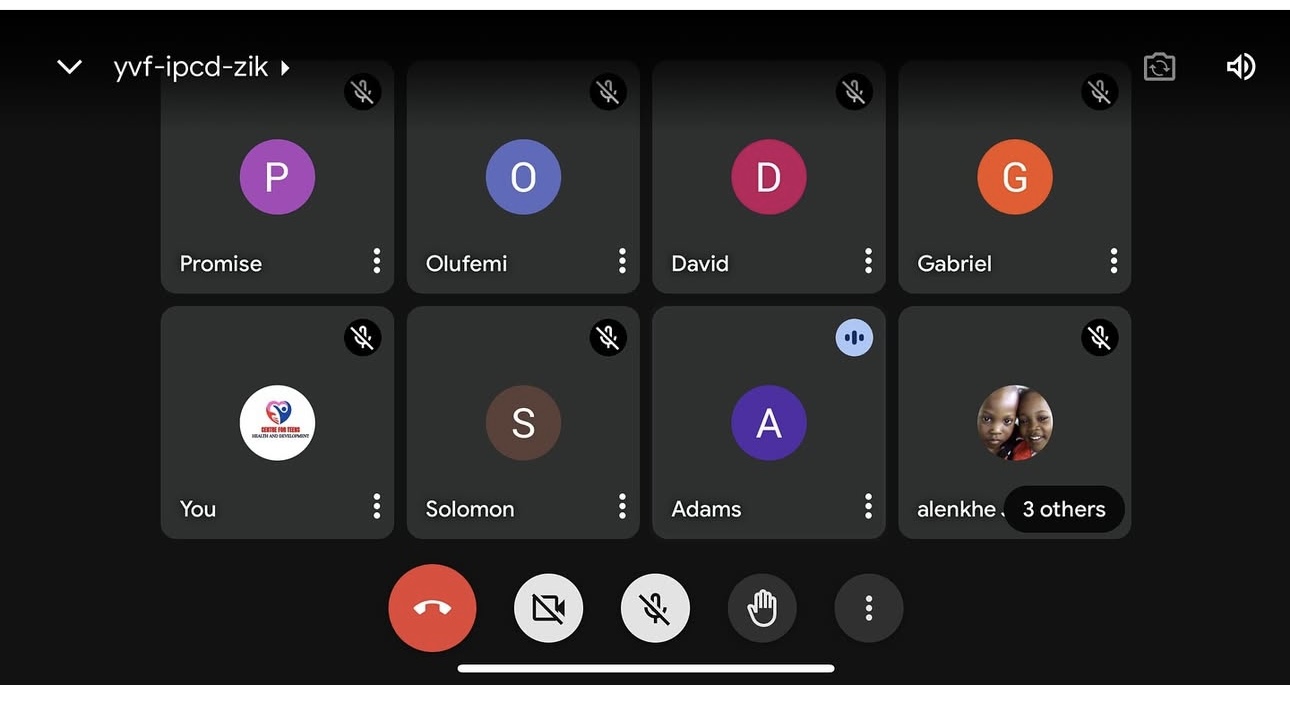 yvf-ipcd-zik
P
O
D
G
Promise
Olufemi
David
Gabriel
CENTRE FOR TEENS
HEALTH AND DEVELOPMENT
S
A
You
Solomon
Adams
alenkhe
3 others